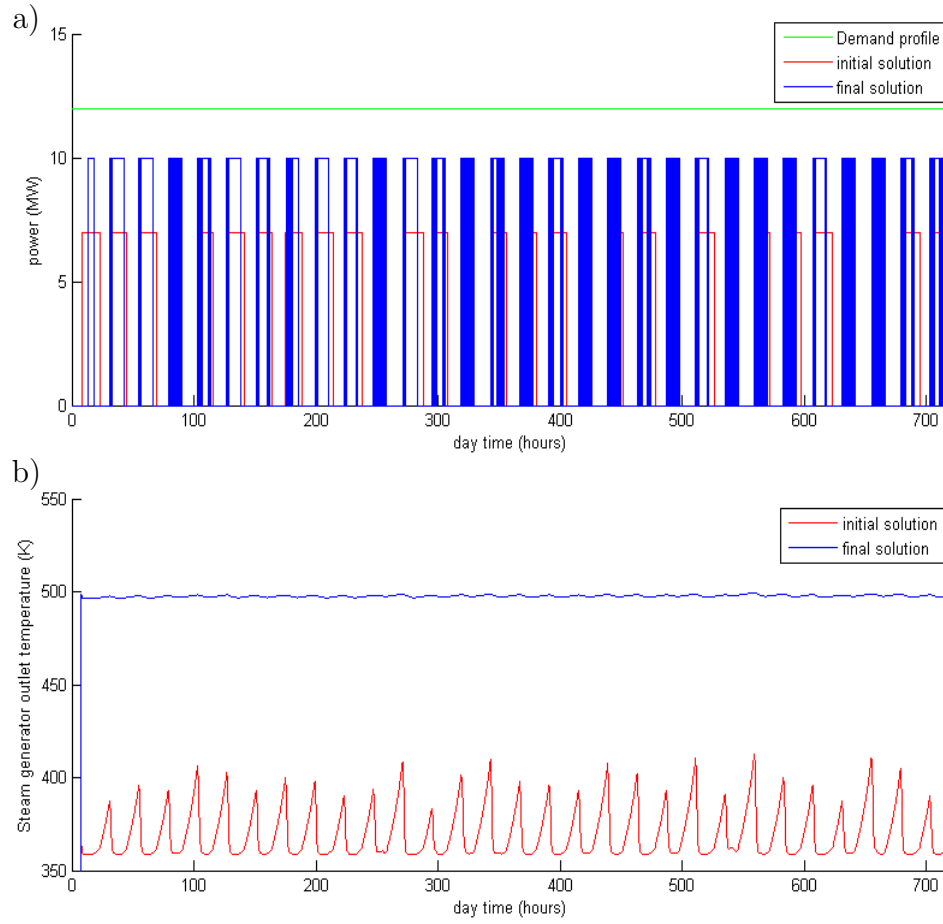 a)
15
10
5
0
power (MW)
0 100 200 300 400 500 600 700
day time (hours)
Demand profile
initial solution
final solution
b)
550
500
450
400
350
Steam generator outlet temperature (K)
0 100 200 300 400 500 600 700
day time (hours)
initial solution
final solution